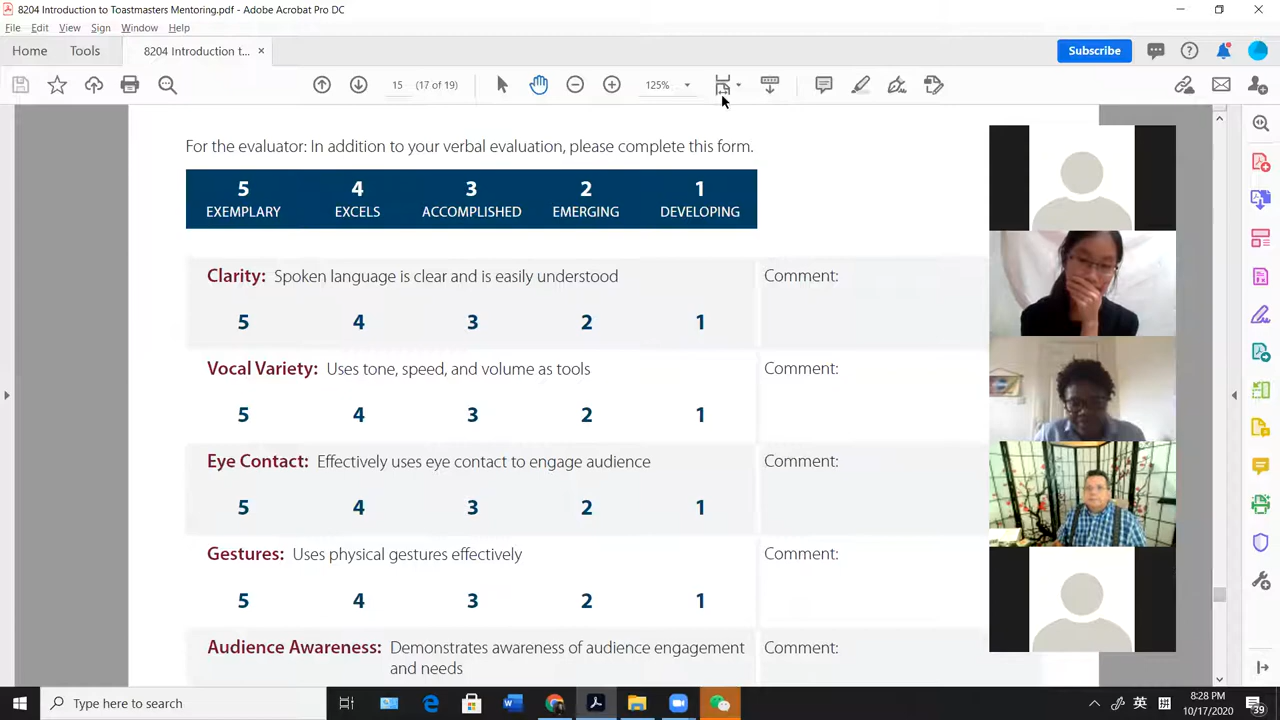 8204 Introduction to Toastmasters Mentoring.pdf - Adobe Acrobat Pro DC
File Edit View Sign Window Help
Home Tools 8204 Introduction t... × Subscribe
15 (17 of 19) 125%
For the evaluator: In addition to your verbal evaluation, please complete this form.
5 4 3 2 1
EXEMPLARY EXCELS ACCOMPLISHED EMERGING DEVELOPING
Clarity: Spoken language is clear and is easily understood Comment:
5 4 3 2 1
Vocal Variety: Uses tone, speed, and volume as tools Comment:
5 4 3 2 1
Eye Contact: Effectively uses eye contact to engage audience Comment:
5 4 3 2 1
Gestures: Uses physical gestures effectively Comment:
5 4 3 2 1
Audience Awareness: Demonstrates awareness of audience engagement Comment:
and needs
Type here to search 英 拼 8:28 PM
10/17/2020 39